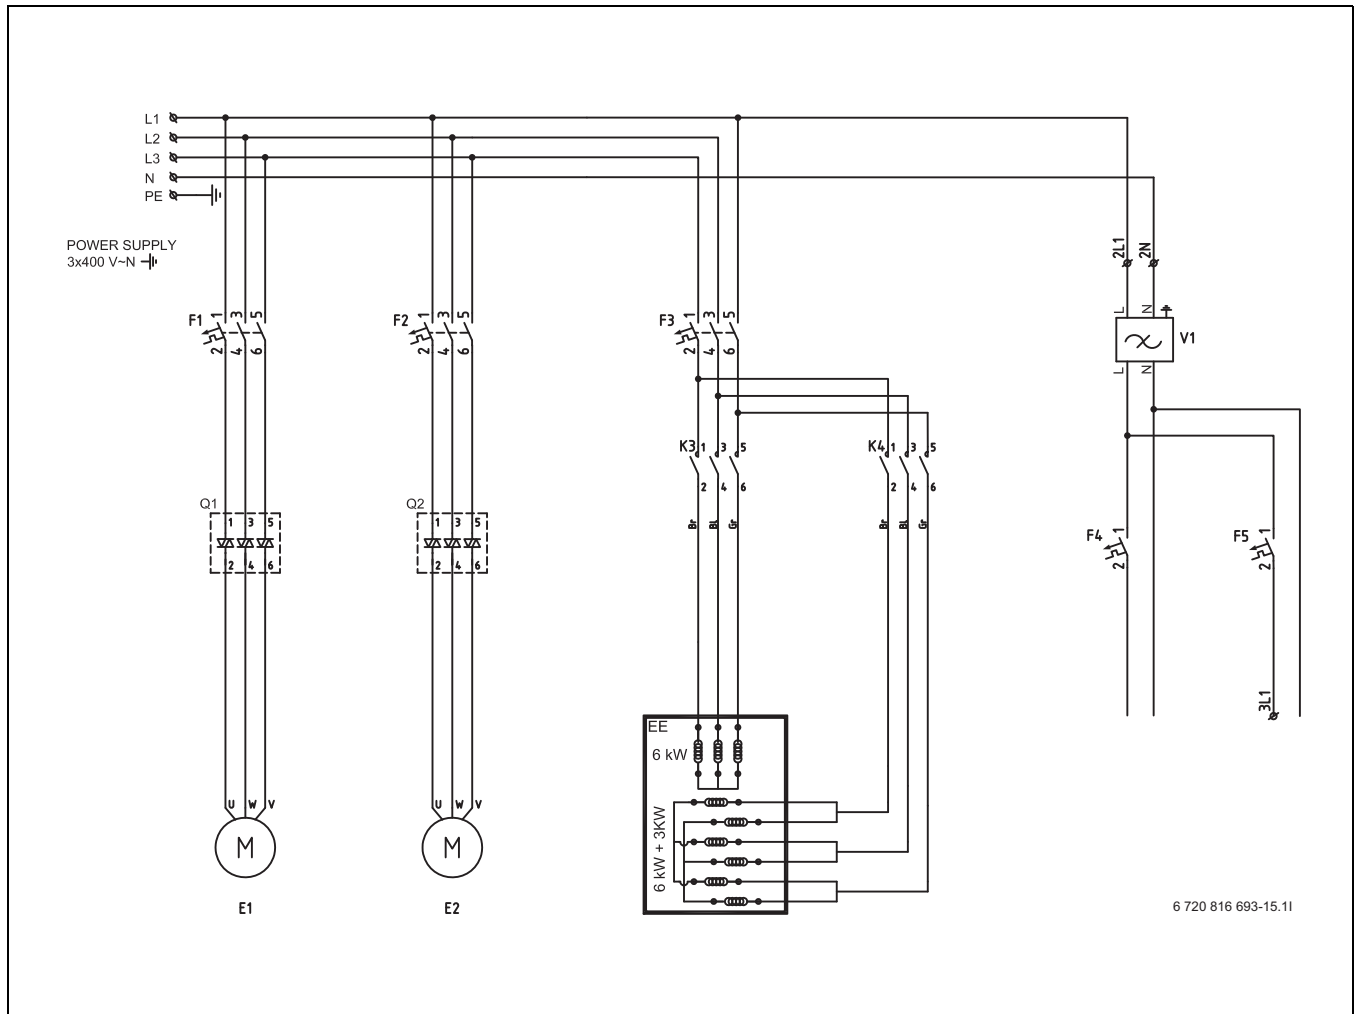 L1
L2
L3
N
PE
POWER SUPPLY
3x400 V~N
F1 1 3 5
2 4 6
F2 1 3 5
2 4 6
F3 1 3 5
2 4 6
2L1 2N
L N
V1
L N
K3 1 3 5
2 4 6
Br Bl Gr
K4 1 3 5
2 4 6
Br Bl Gr
Q1
1 3 5
2 4 6
Q2
1 3 5
2 4 6
F4 1
2
F5 1
2
3L1
EE
6 kW
6 kW + 3KW
U W V
M
E1
U W V
M
E2
6 720 816 693-15.1I